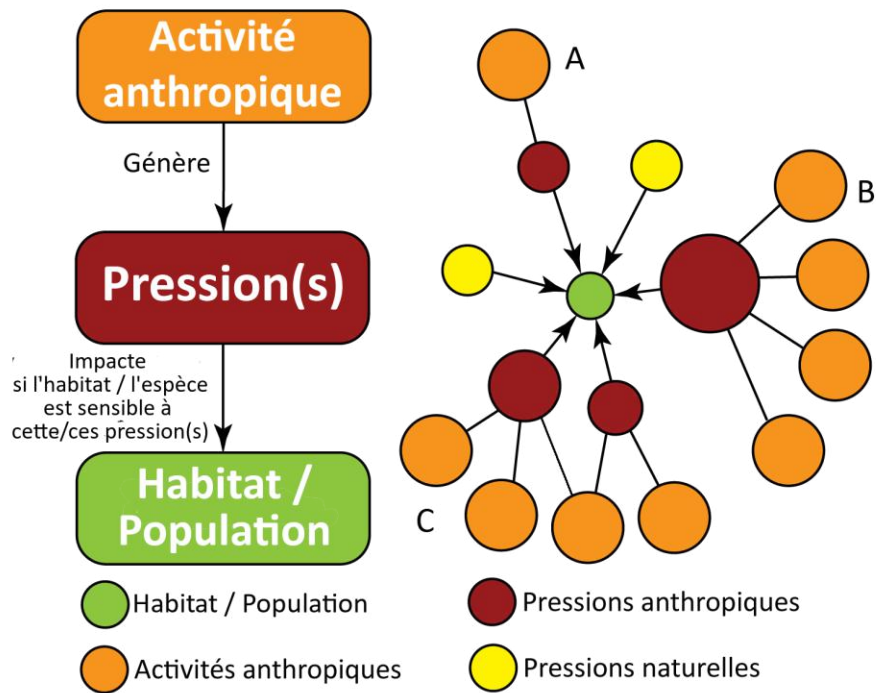 Activité
anthropique
Génère
Pression(s)
Impacte
si l'habitat / l'espèce
est sensible à
cette/ces pression(s)
Habitat /
Population
A
B
C
Habitat / Population
Pressions anthropiques
Activités anthropiques
Pressions naturelles